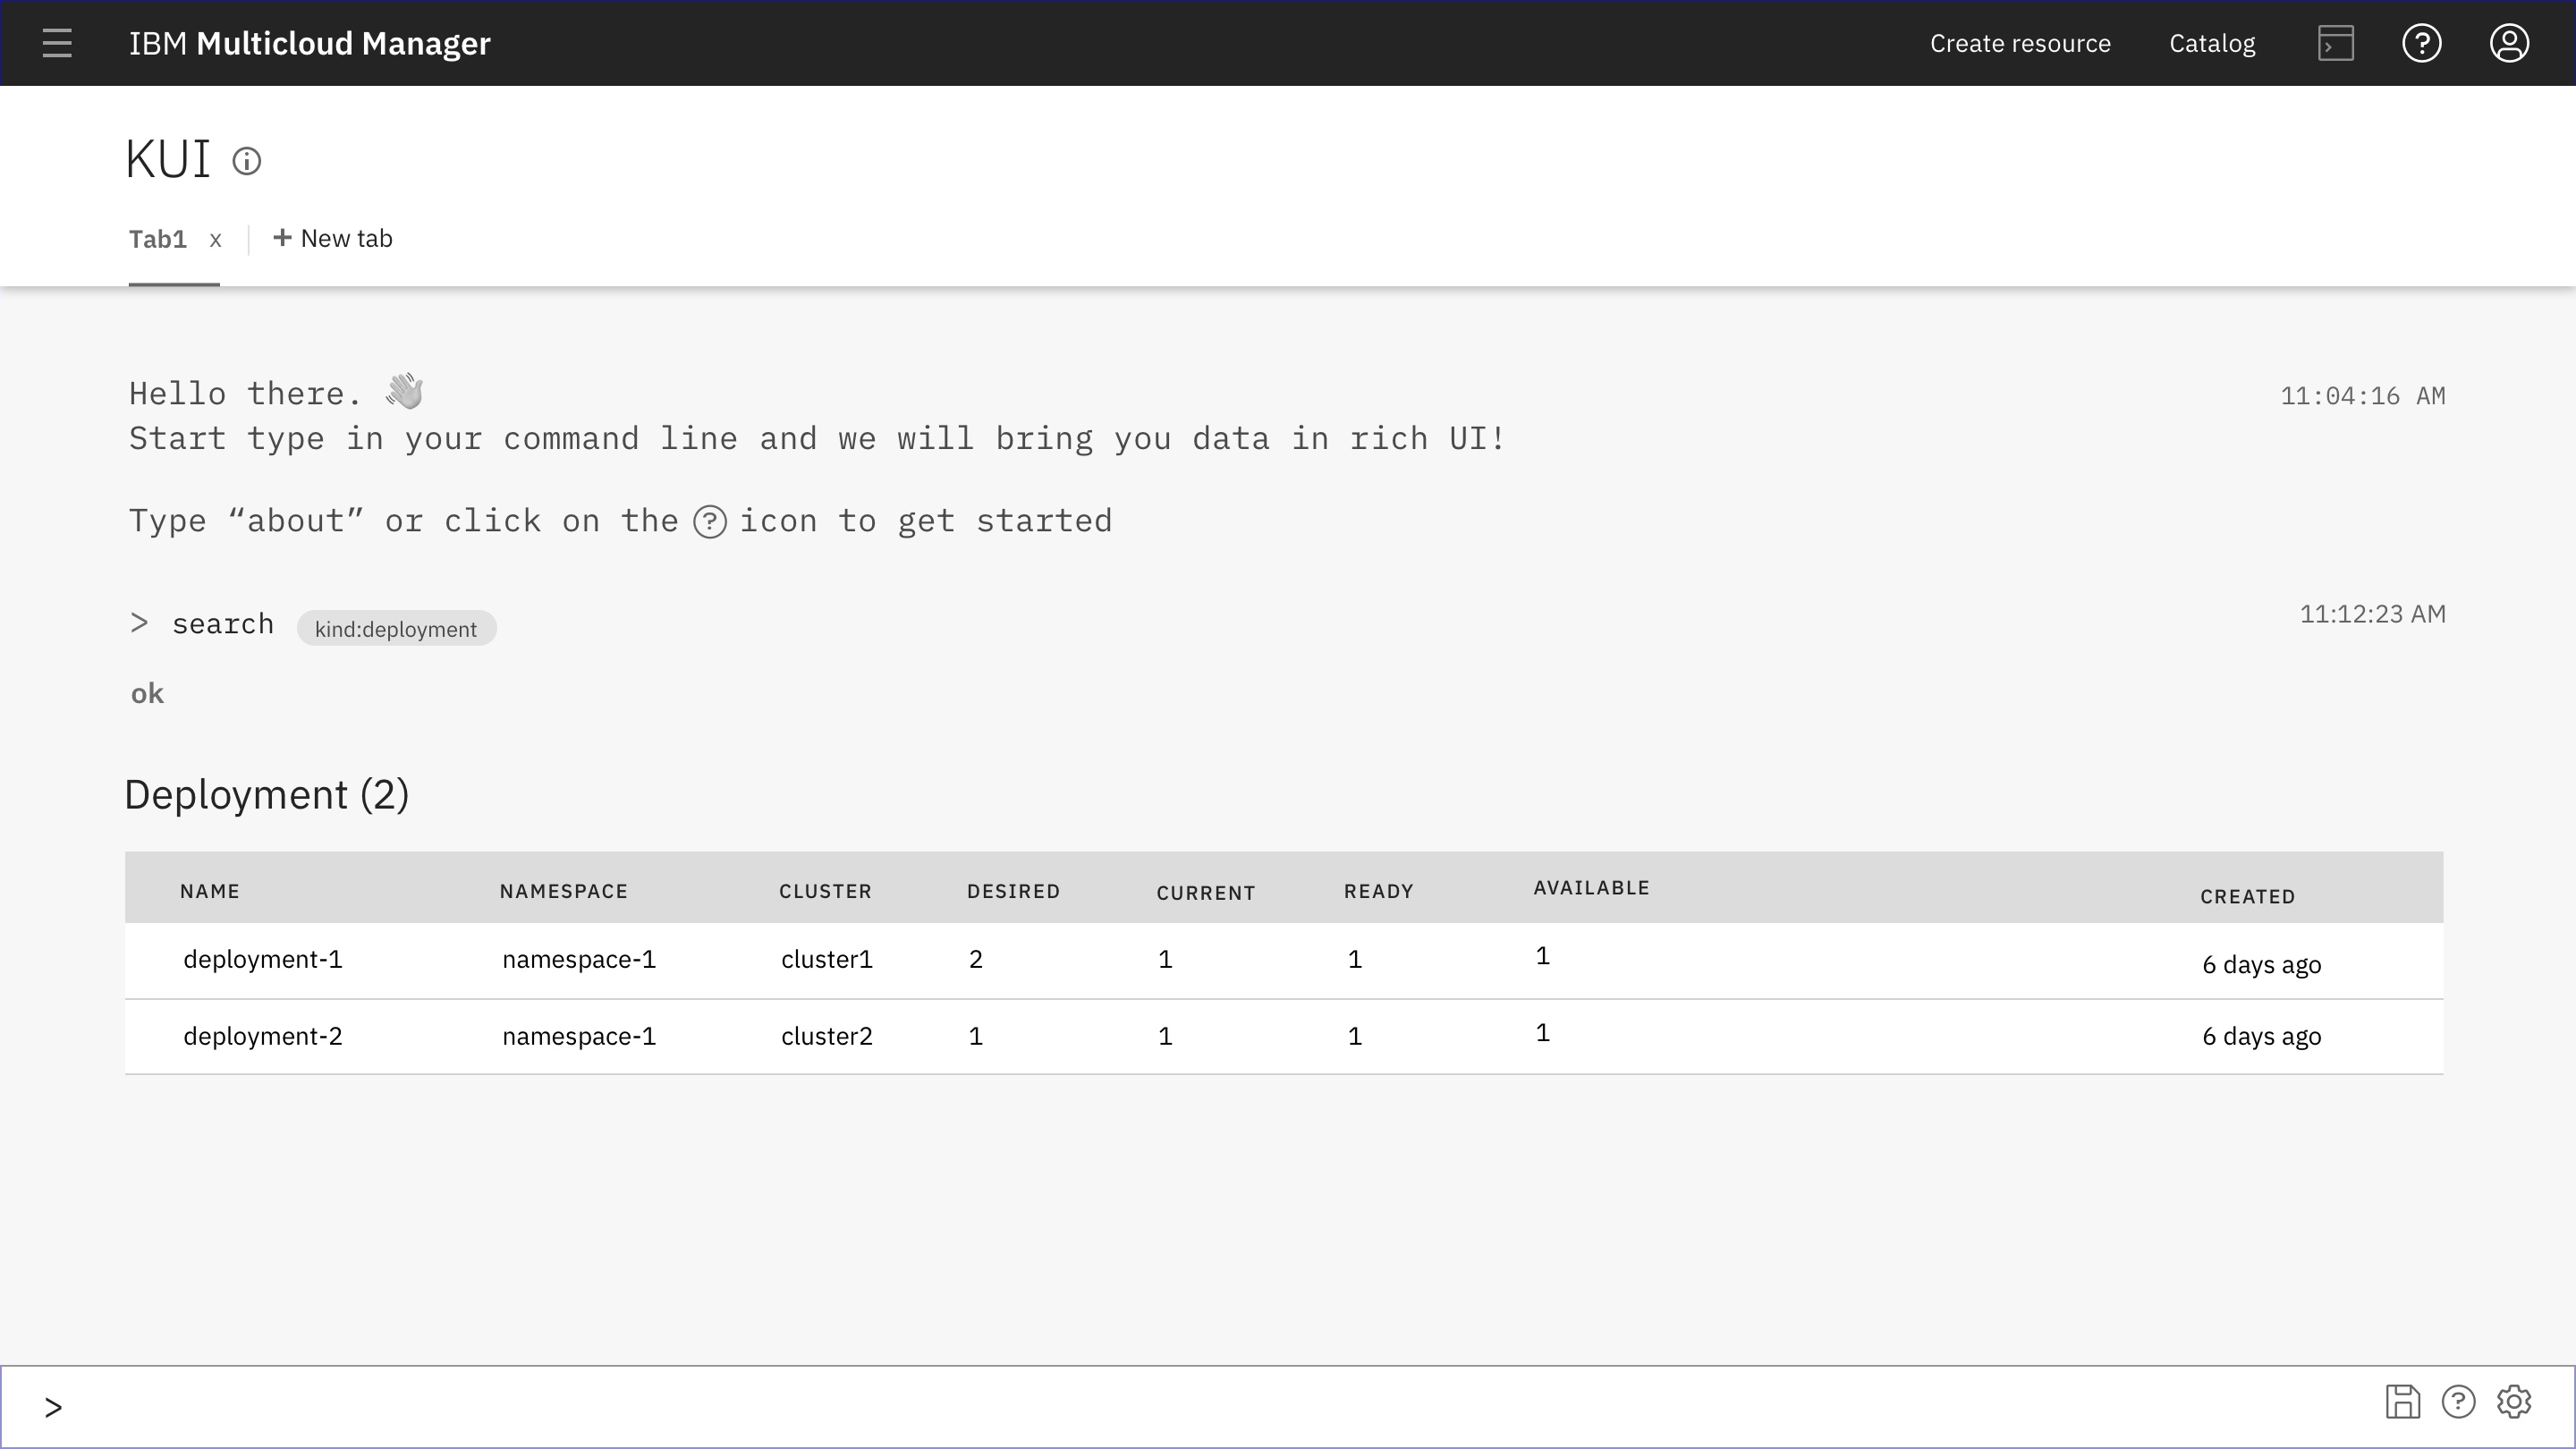 IBM Multicloud Manager Create resource Catalog
KUI
Tab1 x + New tab
Hello there. 👋 11:04:16 AM
Start type in your command line and we will bring you data in rich UI!
Type “about” or click on the ? icon to get started
> search kind:deployment 11:12:23 AM
ok
Deployment (2)
NAME NAMESPACE CLUSTER DESIRED CURRENT READY AVAILABLE CREATED
deployment-1 namespace-1 cluster1 2 1 1 1 6 days ago
deployment-2 namespace-1 cluster2 1 1 1 1 6 days ago
>